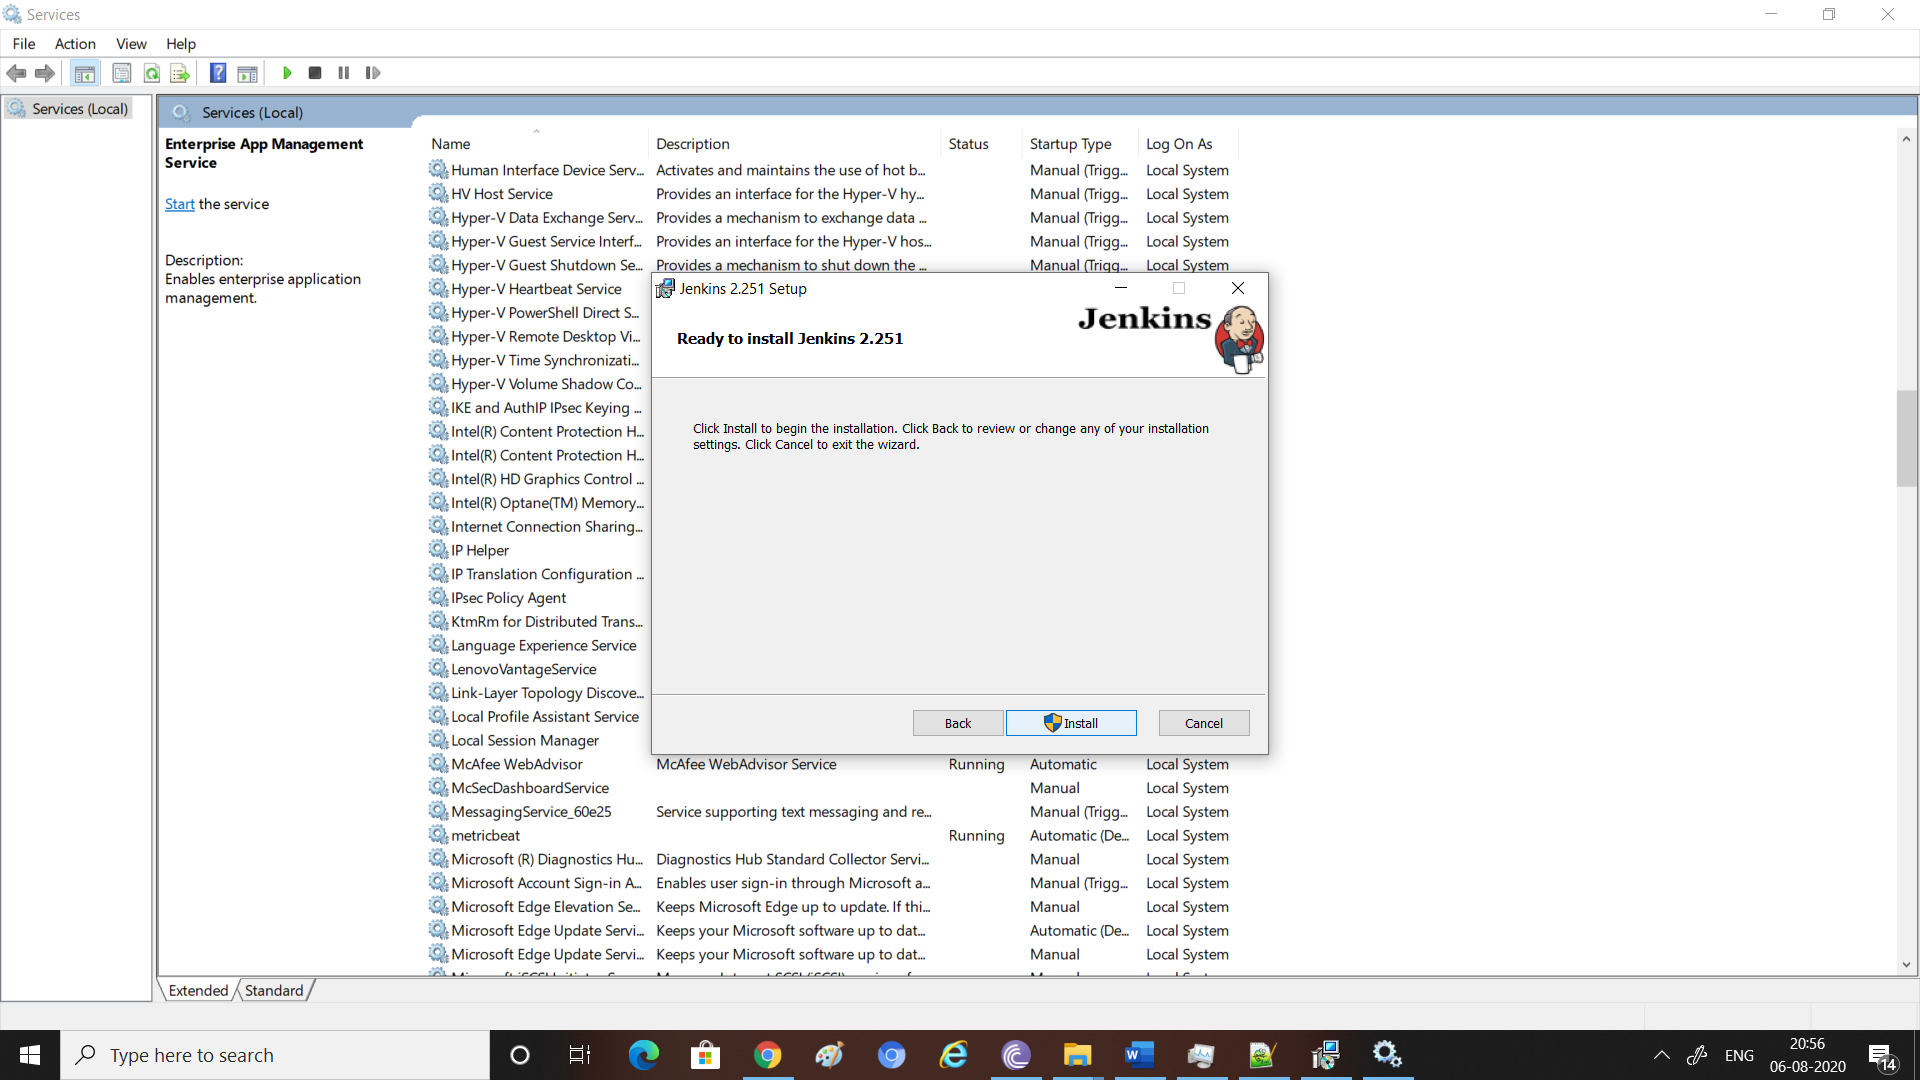 Services
File Action View Help
Services (Local)
Services (Local)
Enterprise App Management
Service
Start the service
Description:
Enables enterprise application
management.
Name Description Status Startup Type Log On As
Human Interface Device Serv... Activates and maintains the use of hot b... Manual (Trigg... Local System
HV Host Service Provides an interface for the Hyper-V hy... Manual (Trigg... Local System
Hyper-V Data Exchange Serv... Provides a mechanism to exchange data ... Manual (Trigg... Local System
Hyper-V Guest Service Interf... Provides an interface for the Hyper-V hos... Manual (Trigg... Local System
Hyper-V Guest Shutdown Se... Provides a mechanism to shut down the ... Manual (Trigg... Local System
Hyper-V Heartbeat Service
Hyper-V PowerShell Direct S...
Hyper-V Remote Desktop Vi...
Hyper-V Time Synchronizati...
Hyper-V Volume Shadow Co...
IKE and AuthIP IPsec Keying ...
Intel(R) Content Protection H...
Intel(R) Content Protection H...
Intel(R) HD Graphics Control ...
Intel(R) Optane(TM) Memory...
Internet Connection Sharing...
IP Helper
IP Translation Configuration ...
IPsec Policy Agent
KtmRm for Distributed Trans...
Language Experience Service
LenovoVantageService
Link-Layer Topology Discove...
Local Profile Assistant Service
Local Session Manager
McAfee WebAdvisor McAfee WebAdvisor Service Running Automatic Local System
McSecDashboardService Manual Local System
MessagingService_60e25 Service supporting text messaging and re... Manual (Trigg... Local System
metricbeat Running Automatic (De... Local System
Microsoft (R) Diagnostics Hu... Diagnostics Hub Standard Collector Servi... Manual Local System
Microsoft Account Sign-in A... Enables user sign-in through Microsoft a... Manual (Trigg... Local System
Microsoft Edge Elevation Se... Keeps Microsoft Edge up to update. If thi... Manual Local System
Microsoft Edge Update Servi... Keeps your Microsoft software up to dat... Automatic (De... Local System
Microsoft Edge Update Servi... Keeps your Microsoft software up to dat... Manual Local System
Jenkins 2.251 Setup
Jenkins
Ready to install Jenkins 2.251
Click Install to begin the installation. Click Back to review or change any of your installation
settings. Click Cancel to exit the wizard.
Back Install Cancel
Extended Standard
Type here to search
ENG
20:56
06-08-2020
14